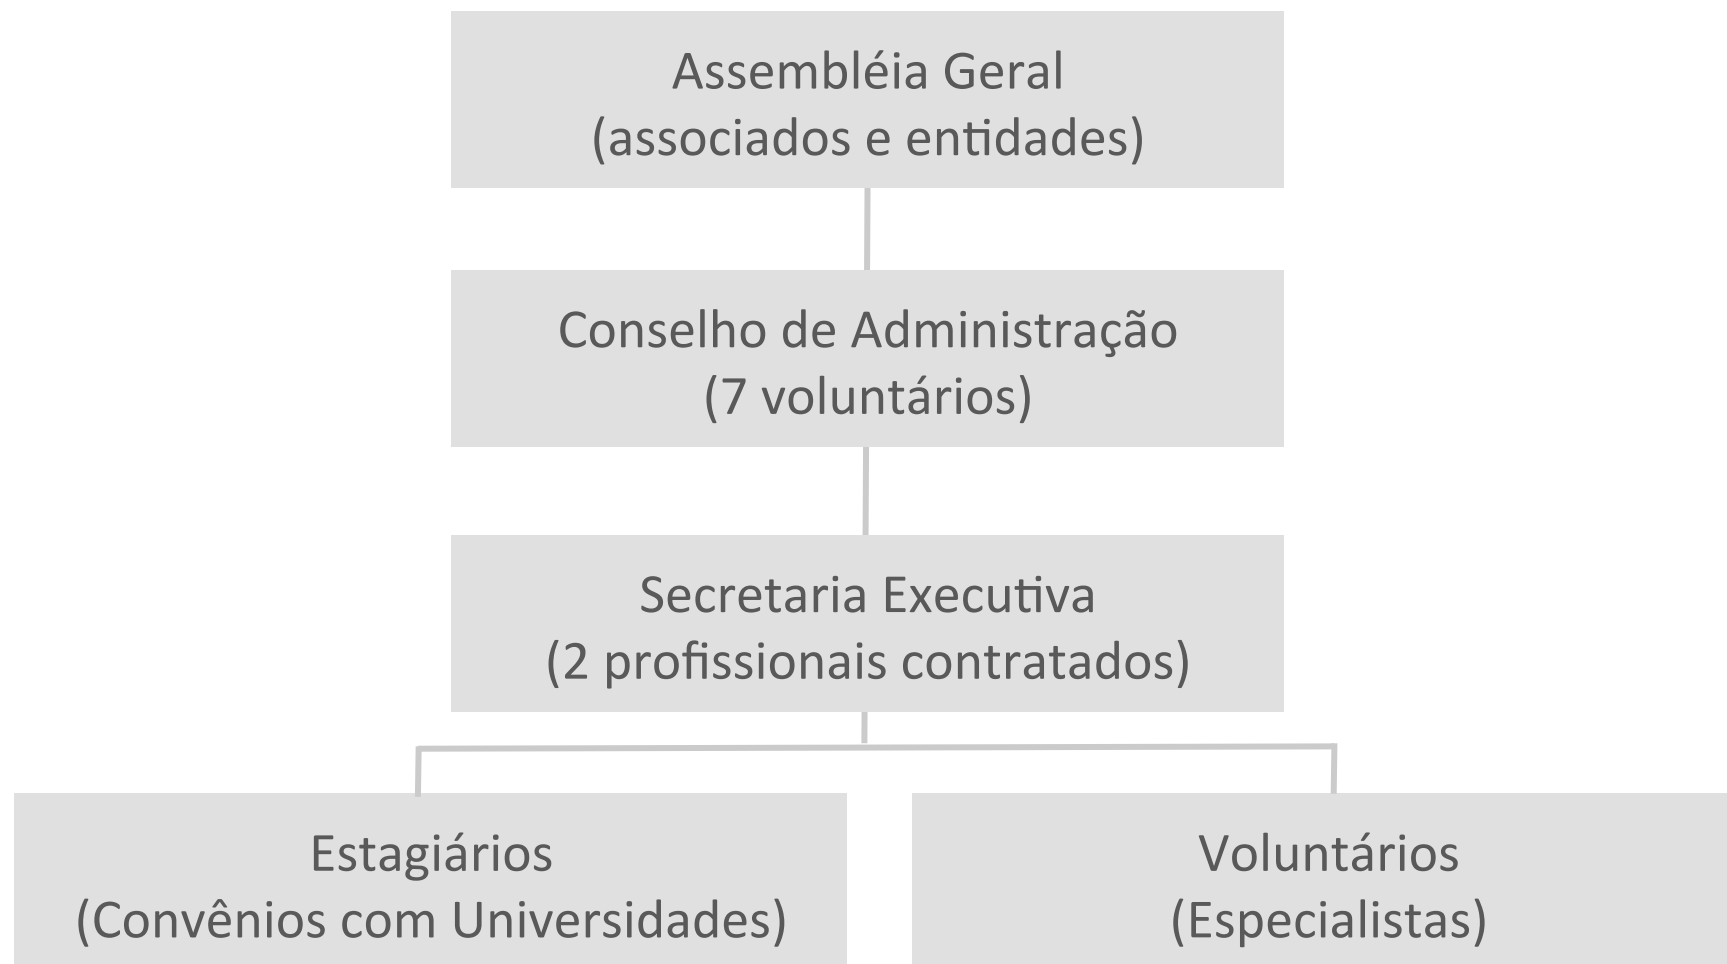 Assembléia Geral
(associados e entidades)
Conselho de Administração
(7 voluntários)
Secretaria Executiva
(2 profissionais contratados)
Estagiários
(Convênios com Universidades)
Voluntários
(Especialistas)